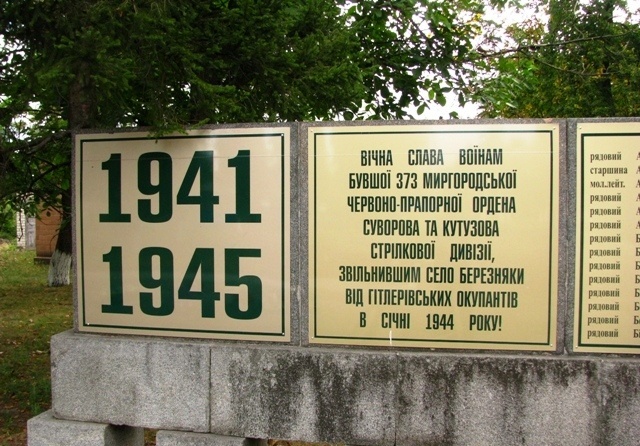 1941
1945
ВІЧНА СЛАВА ВОЇНАМ
БУВШОЇ 373 МИРГОРОДСЬКОЇ
ЧЕРВОНО-ПРАПОРНОЇ ОРДЕНА
СУВОРОВА ТА КУТУЗОВА
СТРІЛКОВОЇ ДИВІЗІЇ,
ЗВІЛЬНИВШИМ СЕЛО БЕРЕЗНЯКИ
ВІД ГІТЛЕРІВСЬКИХ ОКУПАНТІВ
В СІЧНІ 1944 РОКУ!
рядовий А
старшина А
мол.лейт. А
рядовий А
рядовий А
рядовий А
рядовий Б
рядовий Б
рядовий Б
рядовий Б
рядовий Б
рядовий Б
рядовий Б
рядовий Б